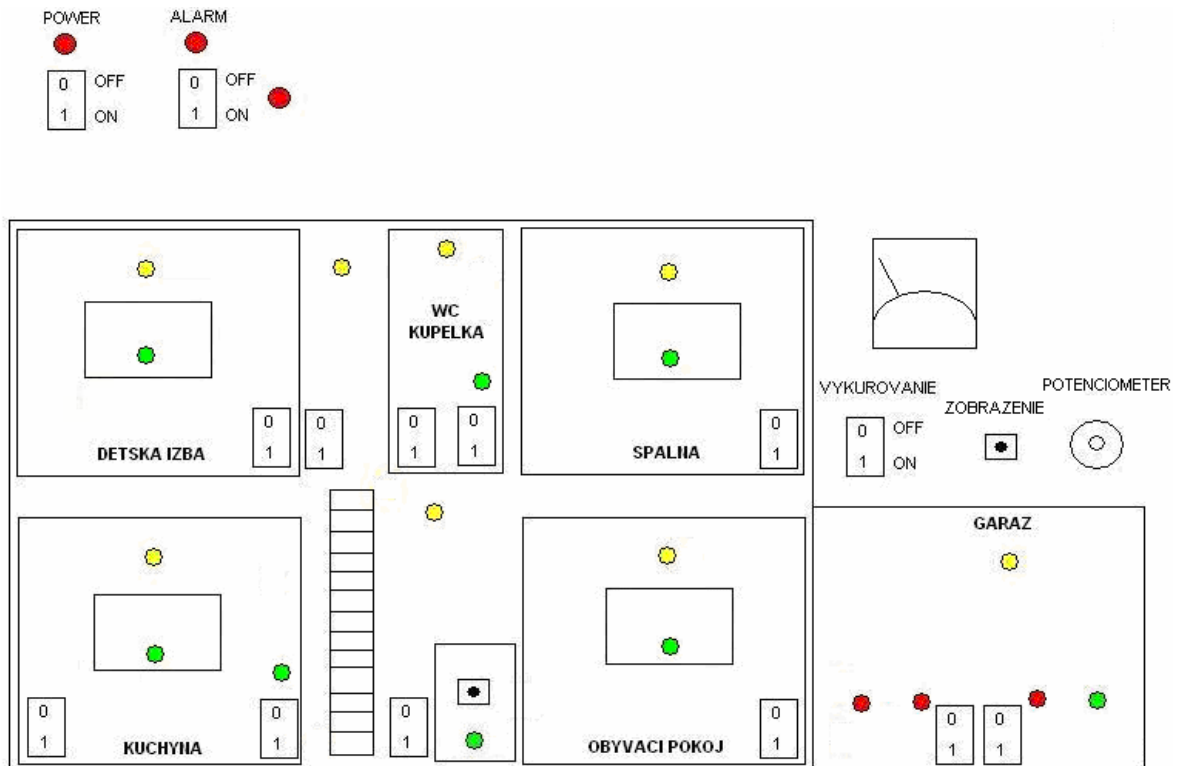 POWER
ALARM
0 OFF
1 ON
0 OFF
1 ON
WC
KUPELKA
VYKUROVANIE
ZOBRAZENIE
POTENCIOMETER
0
1
DETSKA IZBA
0
1
0
1
0
1
SPALNA
0
1
0 OFF
1 ON
GARAZ
0
1
KUCHYNA
0
1
0
1
OBYVACI POKOJ
0
1
0
1
0
1